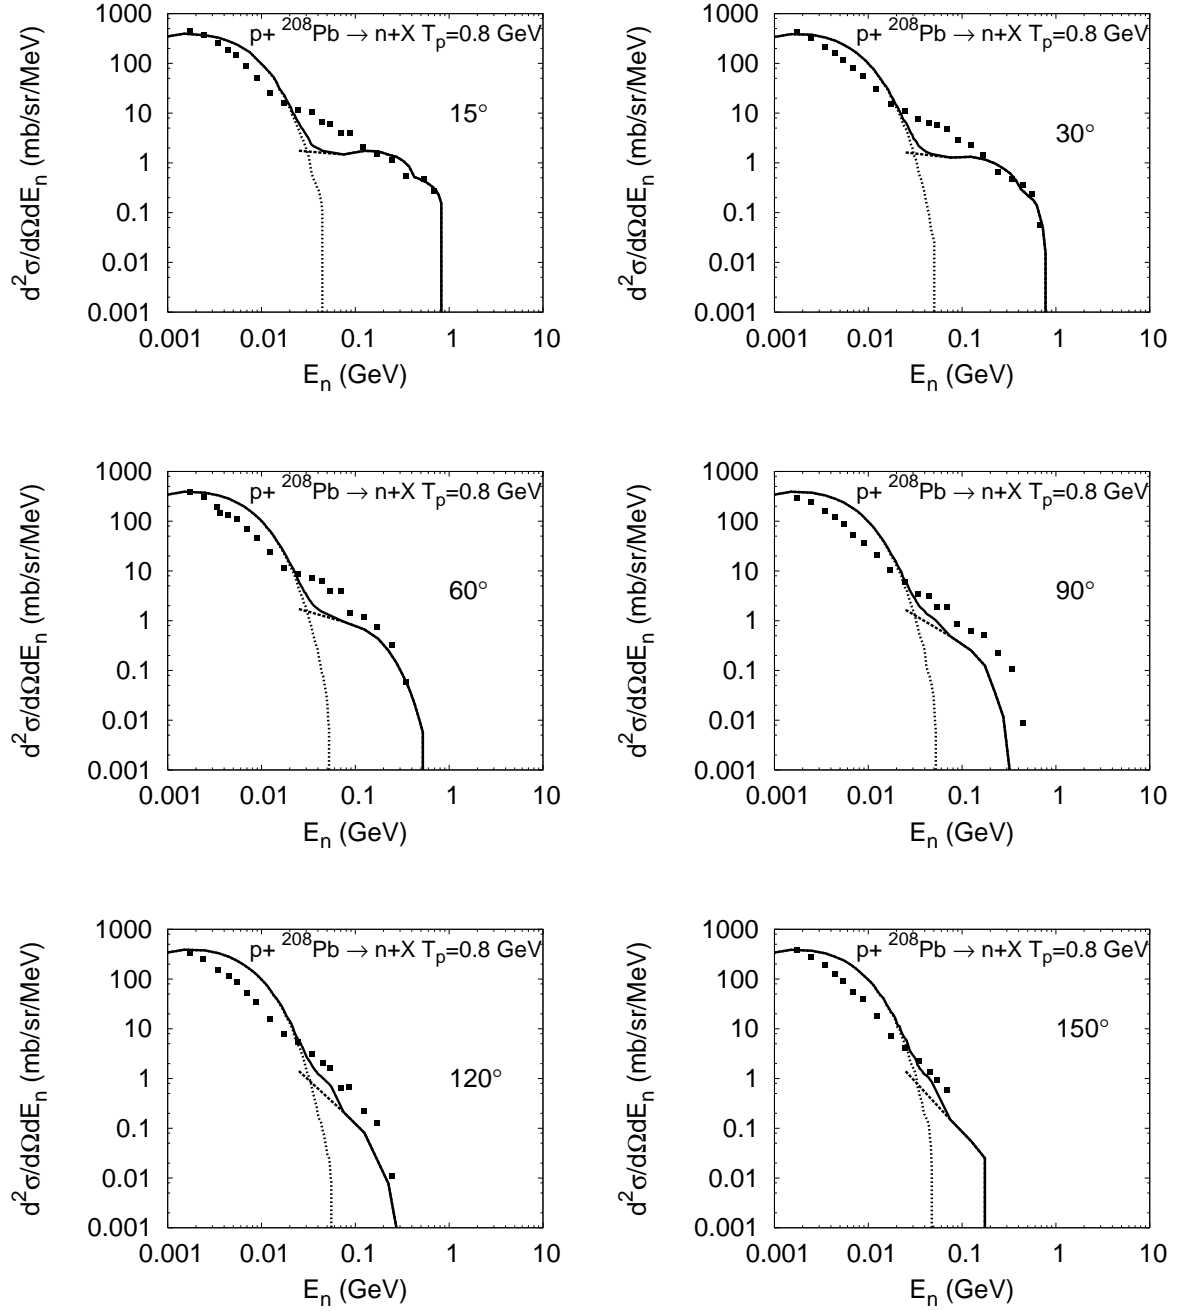 p+ ²⁰⁸Pb → n+X Tₚ=0.8 GeV
15°
d²σ/dΩdEₙ (mb/sr/MeV)
1000
100
10
1
0.1
0.01
0.001
0.001 0.01 0.1 1 10
Eₙ (GeV)
p+ ²⁰⁸Pb → n+X Tₚ=0.8 GeV
30°
d²σ/dΩdEₙ (mb/sr/MeV)
1000
100
10
1
0.1
0.01
0.001
0.001 0.01 0.1 1 10
Eₙ (GeV)
p+ ²⁰⁸Pb → n+X Tₚ=0.8 GeV
60°
d²σ/dΩdEₙ (mb/sr/MeV)
1000
100
10
1
0.1
0.01
0.001
0.001 0.01 0.1 1 10
Eₙ (GeV)
p+ ²⁰⁸Pb → n+X Tₚ=0.8 GeV
90°
d²σ/dΩdEₙ (mb/sr/MeV)
1000
100
10
1
0.1
0.01
0.001
0.001 0.01 0.1 1 10
Eₙ (GeV)
p+ ²⁰⁸Pb → n+X Tₚ=0.8 GeV
120°
d²σ/dΩdEₙ (mb/sr/MeV)
1000
100
10
1
0.1
0.01
0.001
0.001 0.01 0.1 1 10
Eₙ (GeV)
p+ ²⁰⁸Pb → n+X Tₚ=0.8 GeV
150°
d²σ/dΩdEₙ (mb/sr/MeV)
1000
100
10
1
0.1
0.01
0.001
0.001 0.01 0.1 1 10
Eₙ (GeV)